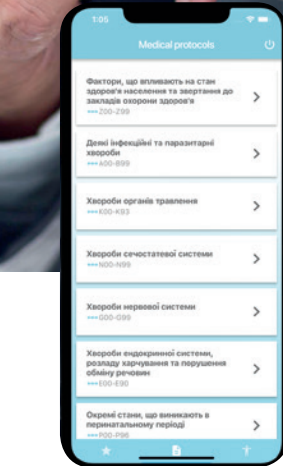 1:05
Medical protocols
Фактори, що впливають на стан
здоров'я населення та звертання до
закладів охорони здоров'я
Z00-Z99
Деякі інфекційні та паразитарні
хвороби
A00-B99
Хвороби органів травлення
K00-K93
Хвороби сечостатевої системи
N00-N99
Хвороби нервової системи
G00-G99
Хвороби ендокринної системи,
розладу харчування та порушення
обміну речовин
E00-E90
Окремі стани, що виникають в
перинатальному періоді
P00-P96